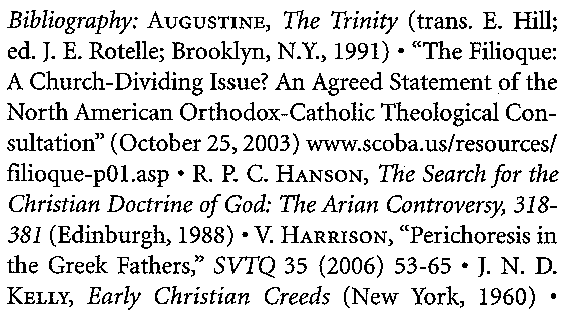 Bibliography: AUGUSTINE, The Trinity (trans. E. Hill;
ed. J. E. Rotelle; Brooklyn, N.Y., 1991) • “The Filioque:
A Church-Dividing Issue? An Agreed Statement of the
North American Orthodox-Catholic Theological Con-
sultation” (October 25, 2003) www.scoba.us/resources/
filioque-p01.asp • R. P. C. HANSON, The Search for the
Christian Doctrine of God: The Arian Controversy, 318-
381 (Edinburgh, 1988) • V. HARRISON, “Perichoresis in
the Greek Fathers,” SVTQ 35 (2006) 53-65 • J. N. D.
KELLY, Early Christian Creeds (New York, 1960) •